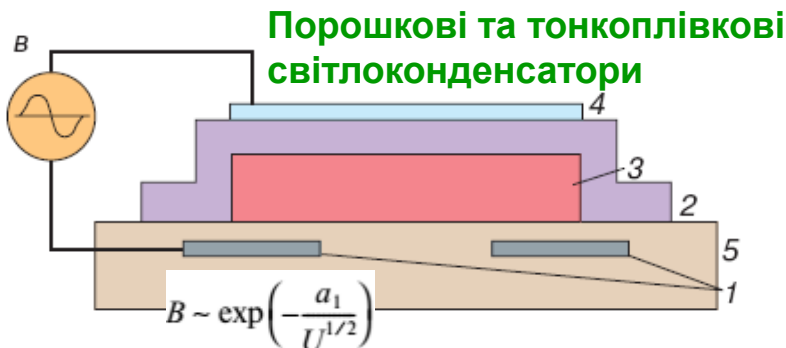 Порошкові та тонкоплівкові
світлоконденсатори
B
4
3
2
5
1
B ~ exp(-a₁/U^{1/2})